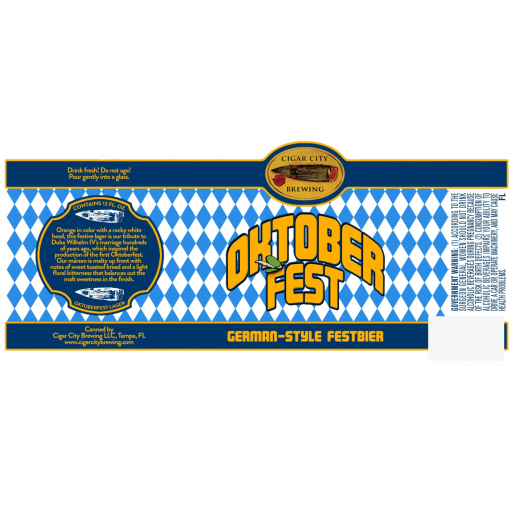 Drink fresh! Do not age!
Pour gently into a glass.
CONTAINS 12 FL. OZ.
Orange in color with a rocky white
head, this festive lager is our tribute to
Duke Wilhelm IV's marriage hundreds
of years ago, which inspired the
production of the first Oktoberfest.
Our märzen is malty up front with
notes of sweet toasted bread and a light
floral bitterness that balances out the
malt sweetness in the finish.
OKTOBERFEST LAGER
Canned by
Cigar City Brewing LLC, Tampa, FL
www.cigarcitybrewing.com
CIGAR CITY
BREWING
OKTOBER
FEST
GERMAN-STYLE FESTBIER
GOVERNMENT WARNING: (1) ACCORDING TO THE
SURGEON GENERAL, WOMEN SHOULD NOT DRINK
ALCOHOLIC BEVERAGES DURING PREGNANCY BECAUSE
OF THE RISK OF BIRTH DEFECTS. (2) CONSUMPTION OF
ALCOHOLIC BEVERAGES IMPAIRS YOUR ABILITY TO
DRIVE A CAR OR OPERATE MACHINERY AND MAY CAUSE
HEALTH PROBLEMS.
FL